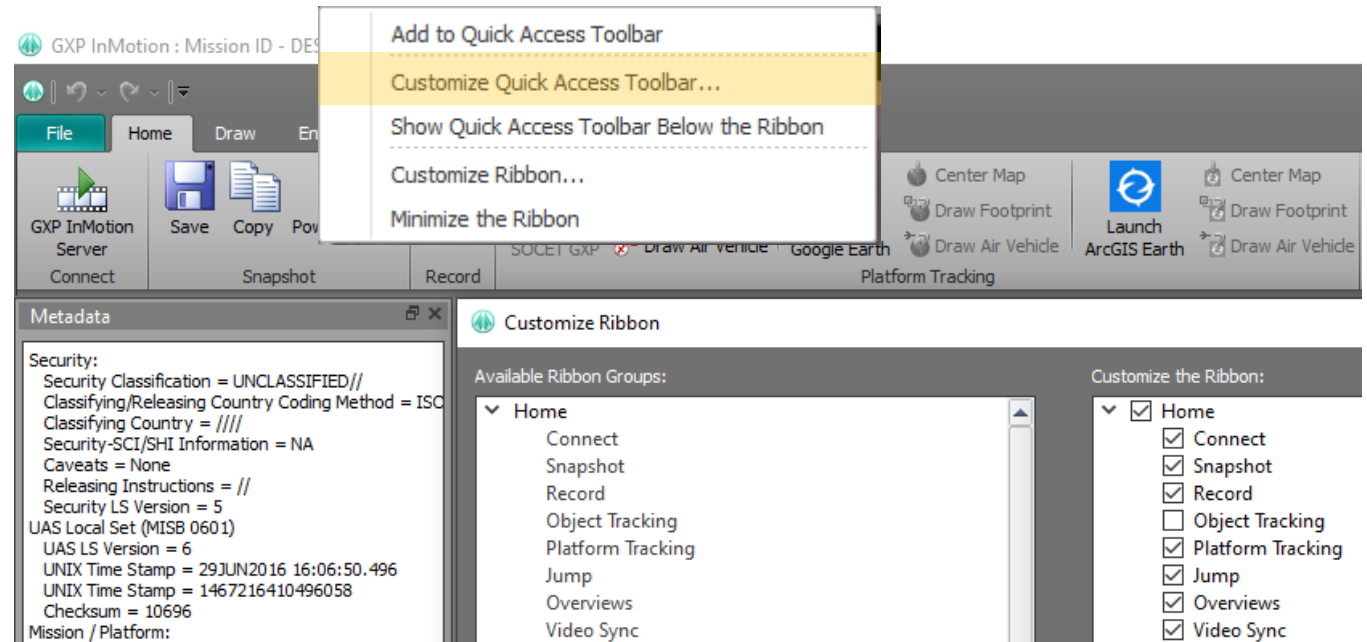 GXP InMotion : Mission ID - DES
Add to Quick Access Toolbar
Customize Quick Access Toolbar...
Show Quick Access Toolbar Below the Ribbon
Customize Ribbon...
Minimize the Ribbon
File Home Draw En
GXP InMotion Server
Save Copy Pow
SOCET GXP Draw Air Vehicle
Google Earth
Center Map
Draw Footprint
Draw Air Vehicle
Launch
ArcGIS Earth
Center Map
Draw Footprint
Draw Air Vehicle
Connect Snapshot Record Platform Tracking
Metadata
Security:
Security Classification = UNCLASSIFIED//
Classifying/Releasing Country Coding Method = ISO
Classifying Country = ////
Security-SCI/SHI Information = NA
Caveats = None
Releasing Instructions = //
Security LS Version = 5
UAS Local Set (MISB 0601)
UAS LS Version = 6
UNIX Time Stamp = 29JUN2016 16:06:50.496
UNIX Time Stamp = 1467216410496058
Checksum = 10696
Mission / Platform:
Customize Ribbon
Available Ribbon Groups:
Home
Connect
Snapshot
Record
Object Tracking
Platform Tracking
Jump
Overviews
Video Sync
Customize the Ribbon:
Home
Connect
Snapshot
Record
Object Tracking
Platform Tracking
Jump
Overviews
Video Sync